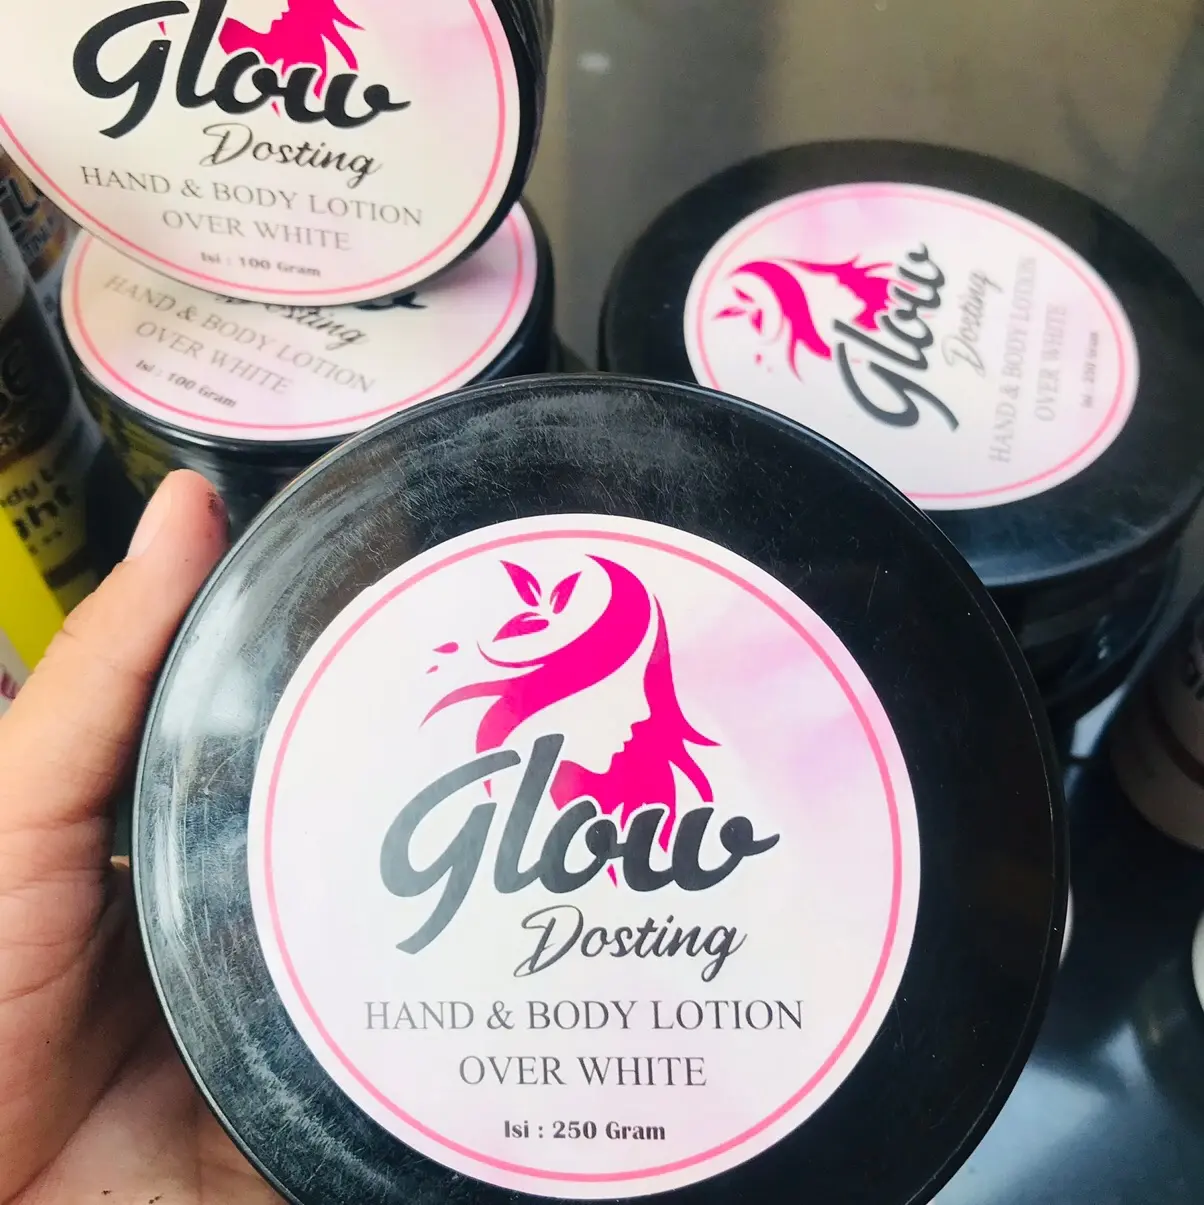 Glow
Dosting
HAND & BODY LOTION
OVER WHITE
Isi : 100 Gram
Dosting
HAND & BODY LOTION
OVER WHITE
Isi : 100 Gram
Glow
Dosting
HAND & BODY LOTION
OVER WHITE
Isi : 250 Gram
Glow
Dosting
HAND & BODY LOTION
OVER WHITE
Isi : 250 Gram